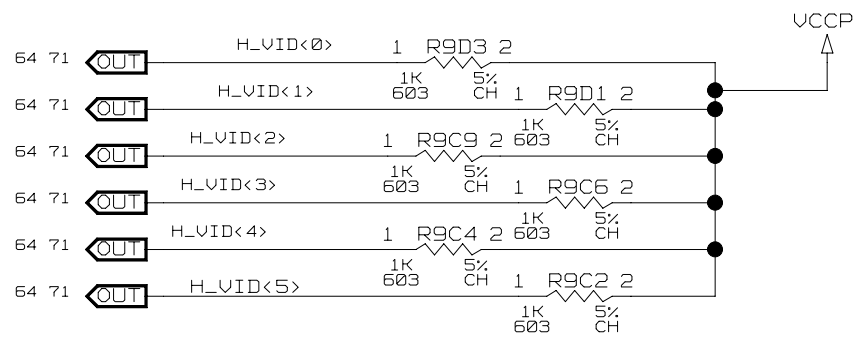 VCCP
64 71 OUT H_VID<0> 1 R9D3 2
1K 5%
603 CH
64 71 OUT H_VID<1> 1 R9D1 2
1K 5%
603 CH
64 71 OUT H_VID<2> 1 R9C9 2
1K 5%
603 CH
64 71 OUT H_VID<3> 1 R9C6 2
1K 5%
603 CH
64 71 OUT H_VID<4> 1 R9C4 2
1K 5%
603 CH
64 71 OUT H_VID<5> 1 R9C2 2
1K 5%
603 CH